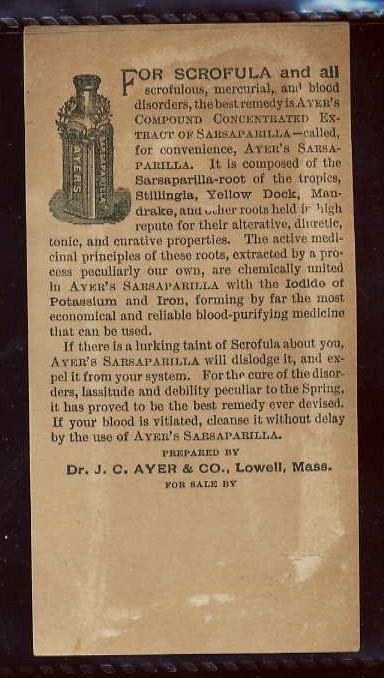 FOR SCROFULA and all
scrofulous, mercurial, and blood
disorders, the best remedy is AYER'S
COMPOUND CONCENTRATED EX-
TRACT OF SARSAPARILLA—called,
for convenience, AYER'S SARSA-
PARILLA. It is composed of the
Sarsaparilla-root of the tropics,
Stillingia, Yellow Dock, Man-
drake, and other roots held in high
repute for their alterative, diuretic,
tonic, and curative properties. The active medi-
cinal principles of these roots, extracted by a pro-
cess peculiarly our own, are chemically united
in AYER'S SARSAPARILLA with the Iodide of
Potassium and Iron, forming by far the most
economical and reliable blood-purifying medicine
that can be used.
If there is a lurking taint of Scrofula about you,
AYER'S SARSAPARILLA will dislodge it, and ex-
pel it from your system. For the cure of the disor-
ders, lassitude and debility peculiar to the Spring,
it has proved to be the best remedy ever devised.
If your blood is vitiated, cleanse it without delay
by the use of AYER'S SARSAPARILLA.
PREPARED BY
Dr. J. C. AYER & CO., Lowell, Mass.
FOR SALE BY
AYER'S
SARSAPARILLA